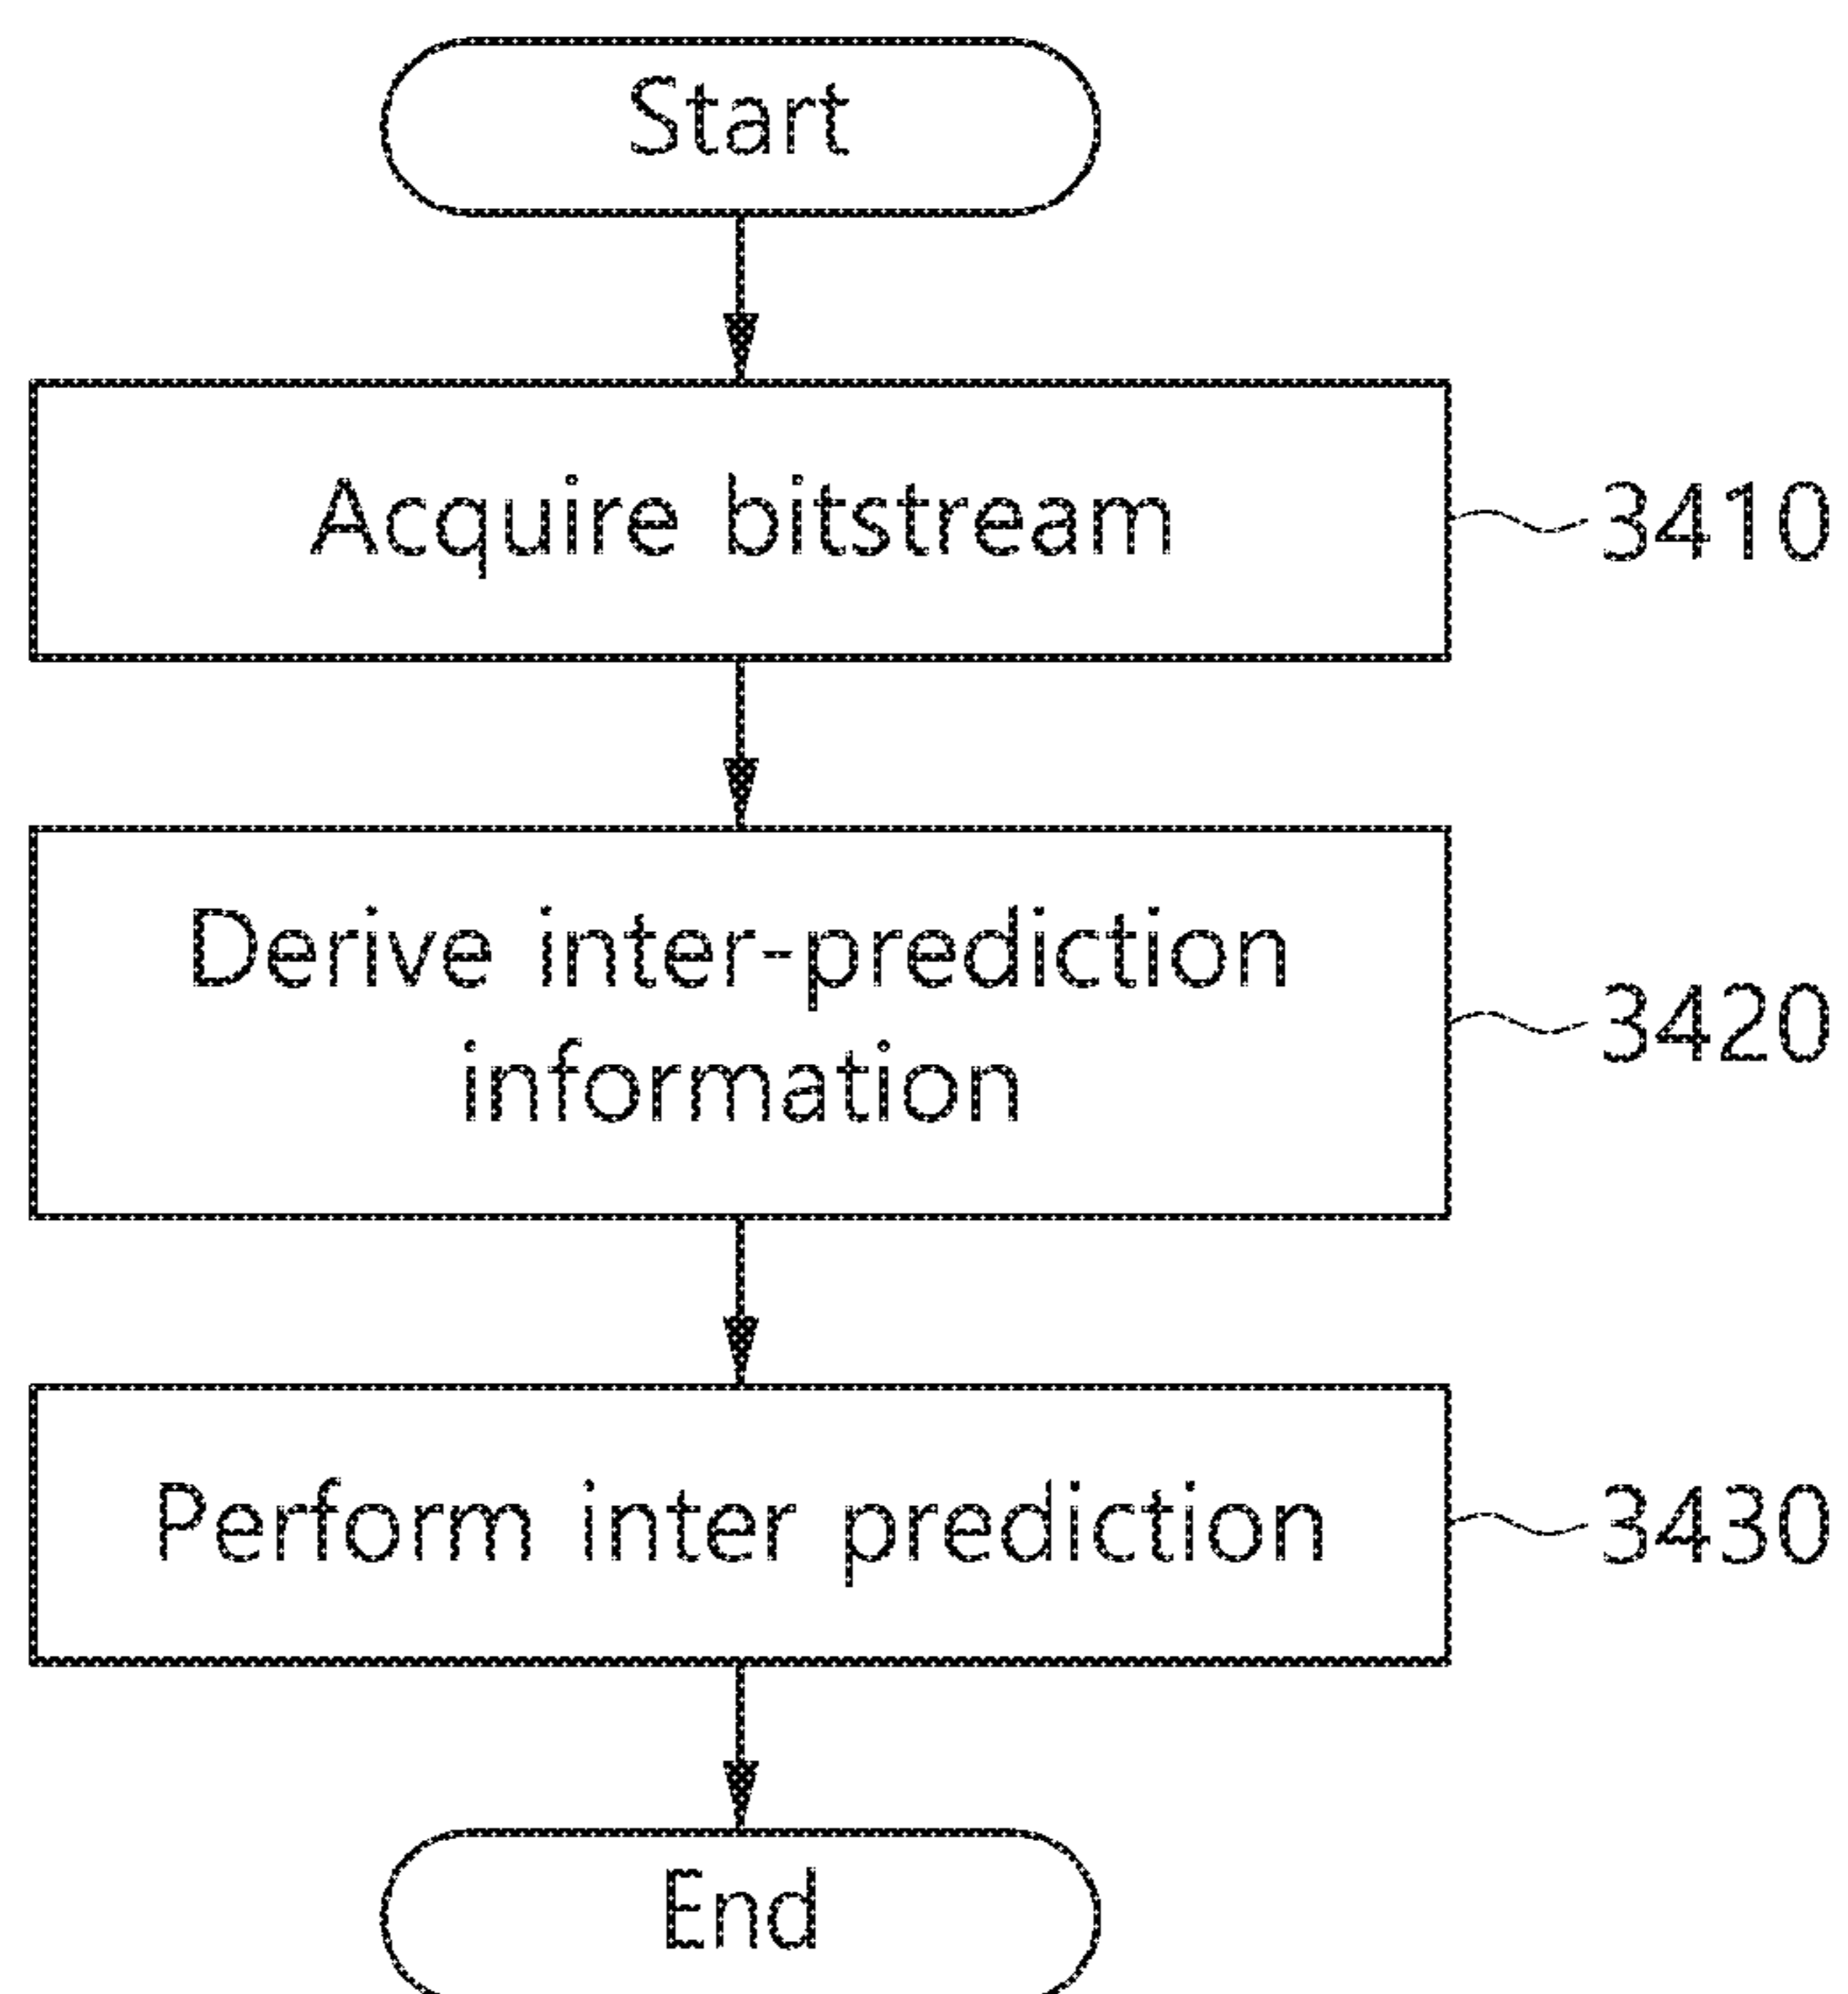 Start
Acquire bitstream
3410
Derive inter-prediction
information
3420
Perform inter prediction
3430
End